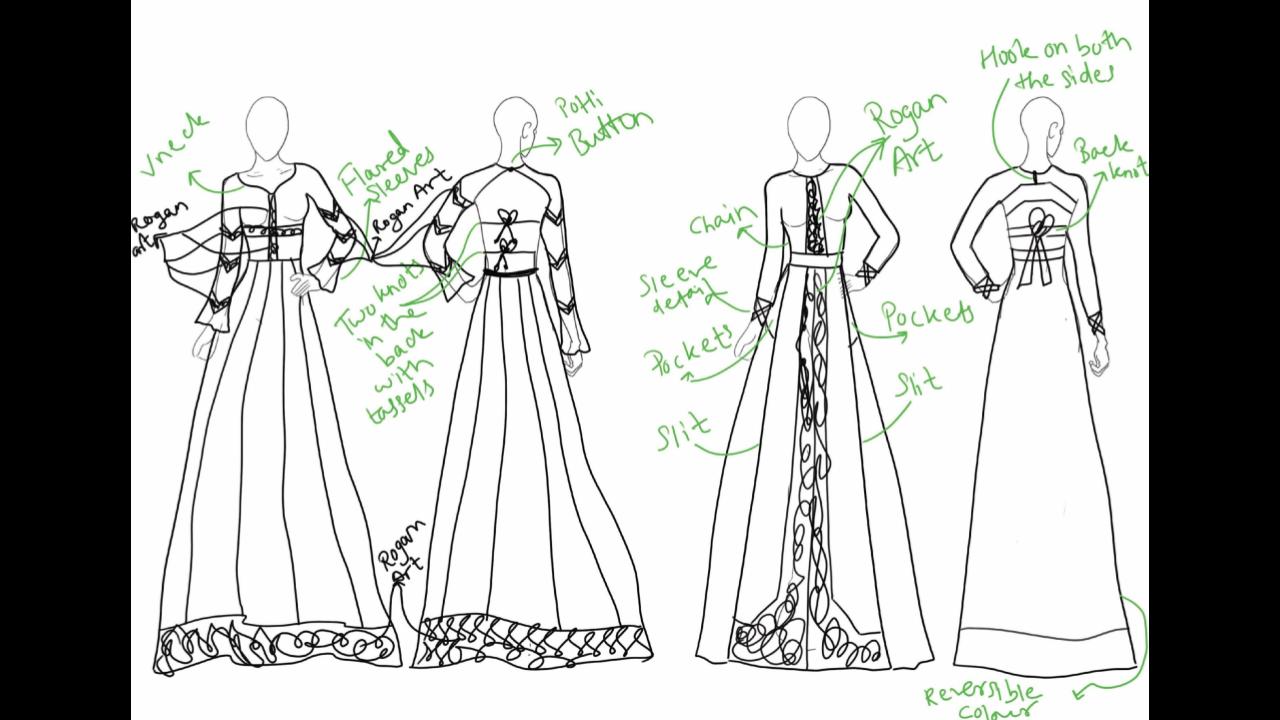 Vneck
Rogan
art
Flared
sleeves
Rogan Art
Potli
Button
Two knots
in the
back
with
tassels
Rogan
Art
Chain
Sleeve
detail
Pockets
Slit
Rogan
Art
Pockets
Slit
Hook on both
the sides
Back
knot
Reversible
colour